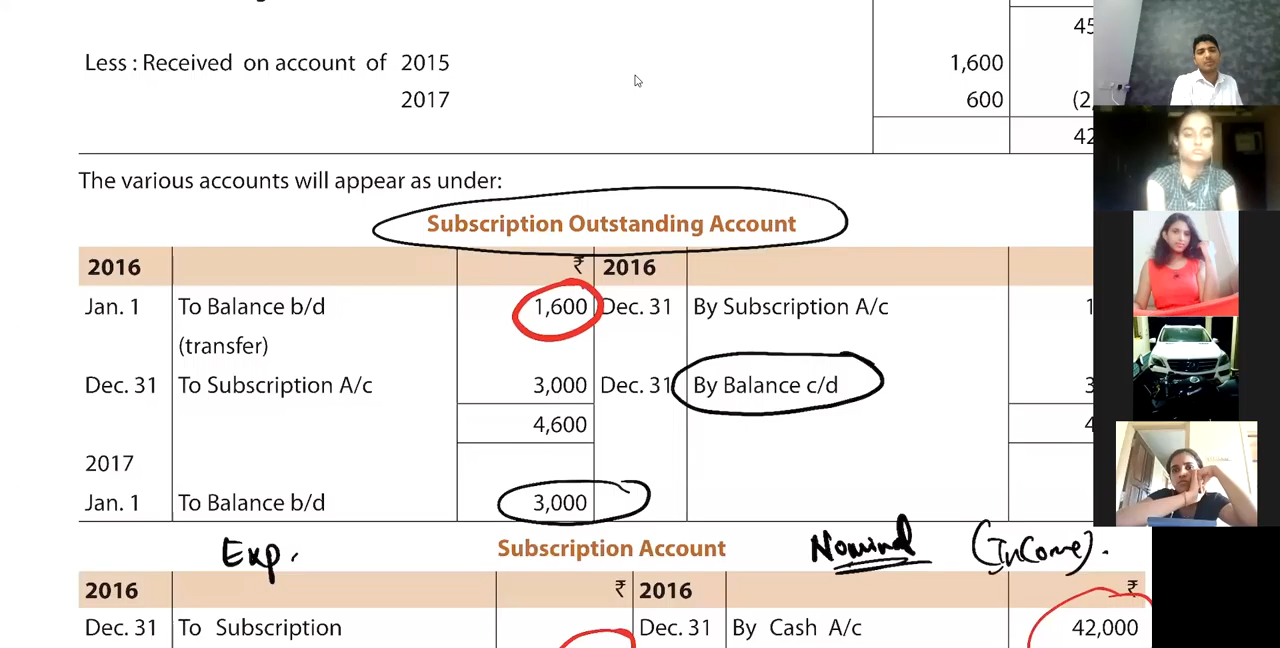 45
Less : Received on account of 2015 1,600
2017 600 (2,
42
The various accounts will appear as under:
Subscription Outstanding Account
2016 ₹ 2016
Jan. 1 To Balance b/d 1,600 Dec. 31 By Subscription A/c 1
(transfer)
Dec. 31 To Subscription A/c 3,000 Dec. 31 By Balance c/d 3
4,600 4
2017
Jan. 1 To Balance b/d 3,000
Exp. Subscription Account Nominal (Income).
2016 ₹ 2016 ₹
Dec. 31 To Subscription Dec. 31 By Cash A/c 42,000